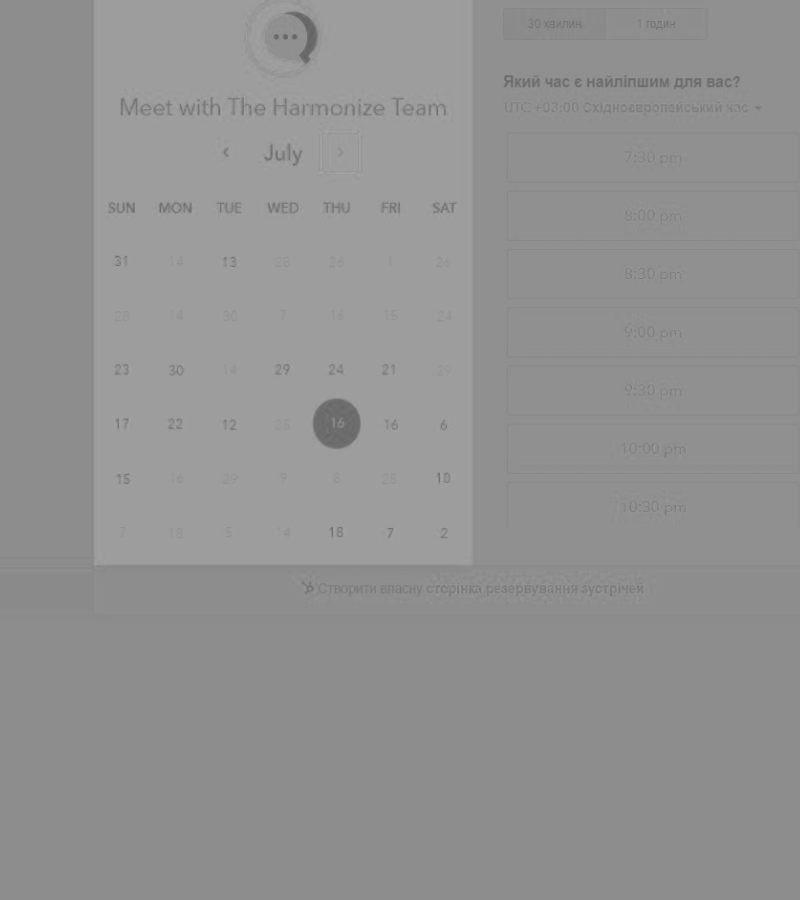 30 хвилин 1 годин
Який час є найліпшим для вас?
Meet with The Harmonize Team
UTC +03:00 Східноєвропейський час
July
7:30 pm
SUN MON TUE WED THU FRI SAT
8:00 pm
31 14 13 28 26 1 26
8:30 pm
28 14 30 7 16 15 24
9:00 pm
23 30 14 29 24 21 29
9:30 pm
17 22 12 25 16 16 6
10:00 pm
15 16 29 9 8 25 10
10:30 pm
7 18 5 14 18 7 2
Створити власну сторінка резервування зустрічей